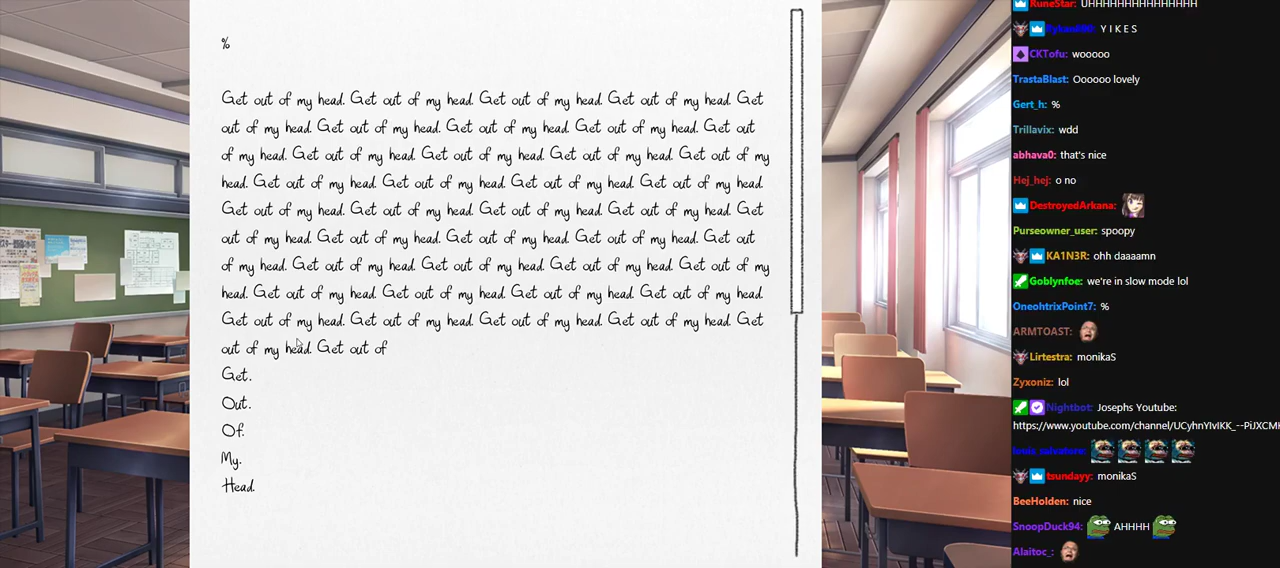 %
Get out of my head. Get out of my head. Get out of my head. Get out of my head. Get
out of my head. Get out of my head. Get out of my head. Get out of my head. Get out
of my head. Get out of my head. Get out of my head. Get out of my head. Get out of my
head. Get out of my head. Get out of my head. Get out of my head. Get out of my head.
Get out of my head. Get out of my head. Get out of my head. Get out of my head. Get
out of my head. Get out of my head. Get out of my head. Get out of my head. Get out
of my head. Get out of my head. Get out of my head. Get out of my head. Get out of my
head. Get out of my head. Get out of my head. Get out of my head. Get out of my head.
Get out of my head. Get out of my head. Get out of my head. Get out of my head. Get
out of my head. Get out of
Get.
Out.
Of.
My.
Head.
RuneStar: UHHHHHHHHHHHHHHH
Y I K E S
CKTofu: wooooo
TrastaBlast: Oooooo lovely
Gert_h: %
Trillavix: wdd
abhava0: that's nice
Hej_hej: o no
DestroyedArkana:
Purseowner_user: spoopy
KA1N3R: ohh daaaamn
Goblynfoe: we're in slow mode lol
OneohtrixPoint7: %
ARMTOAST:
Lirtestra: monikaS
Zyxoniz: lol
Nightbot: Josephs Youtube:
louis_salvatore:
tsundayy: monikaS
BeeHolden: nice
SnoopDuck94: AHHHH
Alaitoc_: